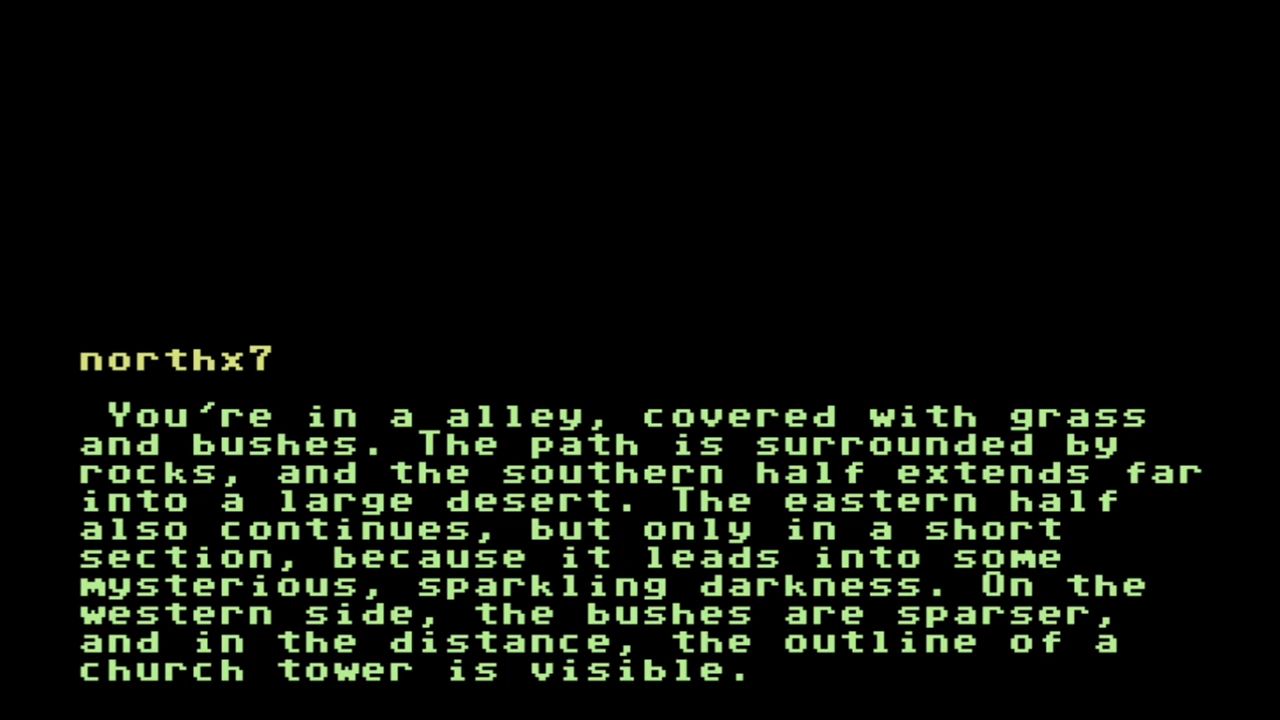 northx7
You're in a alley, covered with grass
and bushes. The path is surrounded by
rocks, and the southern half extends far
into a large desert. The eastern half
also continues, but only in a short
section, because it leads into some
mysterious, sparkling darkness. On the
western side, the bushes are sparser,
and in the distance, the outline of a
church tower is visible.